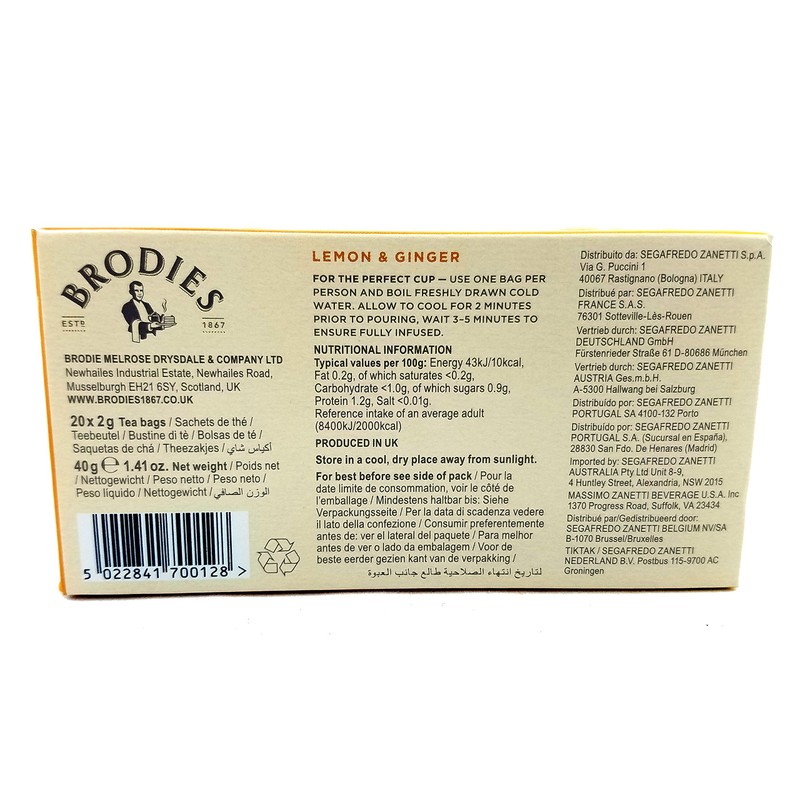 BRODIES
ESTD 1867
BRODIE MELROSE DRYSDALE & COMPANY LTD
Newhailes Industrial Estate, Newhailes Road,
Musselburgh EH21 6SY, Scotland, UK
WWW.BRODIES1867.CO.UK
20 x 2g Tea bags / Sachets de thé /
Teebeutel / Bustine di tè / Bolsas de té /
Saquetas de chá / Theezakjes / أكياس شاي
40g ℮ 1.41 oz. Net weight / Poids net
/ Nettogewicht / Peso netto / Peso neto /
Peso líquido / Nettogewicht / الوزن الصافي
5 022841 700128 >
LEMON & GINGER
FOR THE PERFECT CUP — USE ONE BAG PER
PERSON AND BOIL FRESHLY DRAWN COLD
WATER. ALLOW TO COOL FOR 2 MINUTES
PRIOR TO POURING, WAIT 3-5 MINUTES TO
ENSURE FULLY INFUSED.
NUTRITIONAL INFORMATION
Typical values per 100g: Energy 43kJ/10kcal,
Fat 0.2g, of which saturates <0.2g,
Carbohydrate <1.0g, of which sugars 0.9g,
Protein 1.2g, Salt <0.01g.
Reference intake of an average adult
(8400kJ/2000kcal)
PRODUCED IN UK
Store in a cool, dry place away from sunlight.
For best before see side of pack / Pour la
date limite de consommation, voir le côté de
l'emballage / Mindestens haltbar bis: Siehe
Verpackungsseite / Per la data di scadenza vedere
il lato della confezione / Consumir preferentemente
antes de: ver el lateral del paquete / Para melhor
antes de ver o lado da embalagem / Voor de
beste eerder gezien kant van de verpakking /
لتاريخ انتهاء الصلاحية طالع جانب العبوة
Distribuito da: SEGAFREDO ZANETTI S.p.A.
Via G. Puccini 1
40067 Rastignano (Bologna) ITALY
Distribué par: SEGAFREDO ZANETTI
FRANCE S.A.S.
76301 Sotteville-Lès-Rouen
Vertrieb durch: SEGAFREDO ZANETTI
DEUTSCHLAND GmbH
Fürstenrieder Straße 61 D-80686 München
Vertrieb durch: SEGAFREDO ZANETTI
AUSTRIA Ges.m.b.H.
A-5300 Hallwang bei Salzburg
Distribuído por: SEGAFREDO ZANETTI
PORTUGAL SA 4100-132 Porto
Distribuido por: SEGAFREDO ZANETTI
PORTUGAL S.A. (Sucursal en España),
28830 San Fdo. De Henares (Madrid)
Imported by: SEGAFREDO ZANETTI
AUSTRALIA Pty Ltd Unit 8-9,
4 Huntley Street, Alexandria, NSW 2015
MASSIMO ZANETTI BEVERAGE U.S.A. Inc
1370 Progress Road, Suffolk, VA 23434
Distribué par/Gedistribueerd door:
SEGAFREDO ZANETTI BELGIUM NV/SA
B-1070 Brussel/Bruxelles
TIKTAK / SEGAFREDO ZANETTI
NEDERLAND B.V. Postbus 115-9700 AC
Groningen